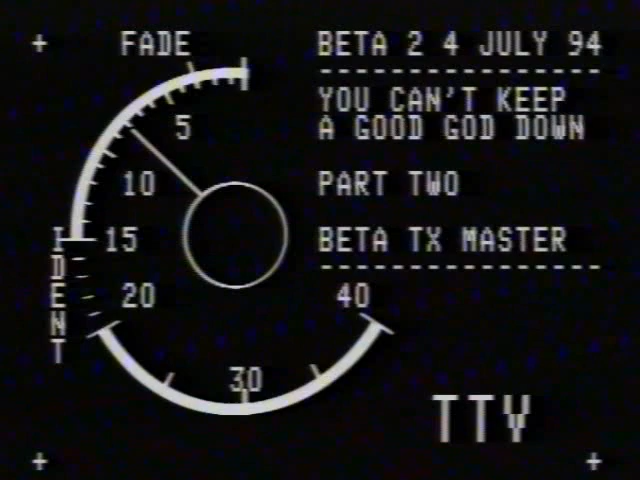 FADE
BETA 2 4 JULY 94
YOU CAN'T KEEP
A GOOD GOD DOWN
5
10
PART TWO
15
BETA TX MASTER
20
40
IDENT
30
TTV